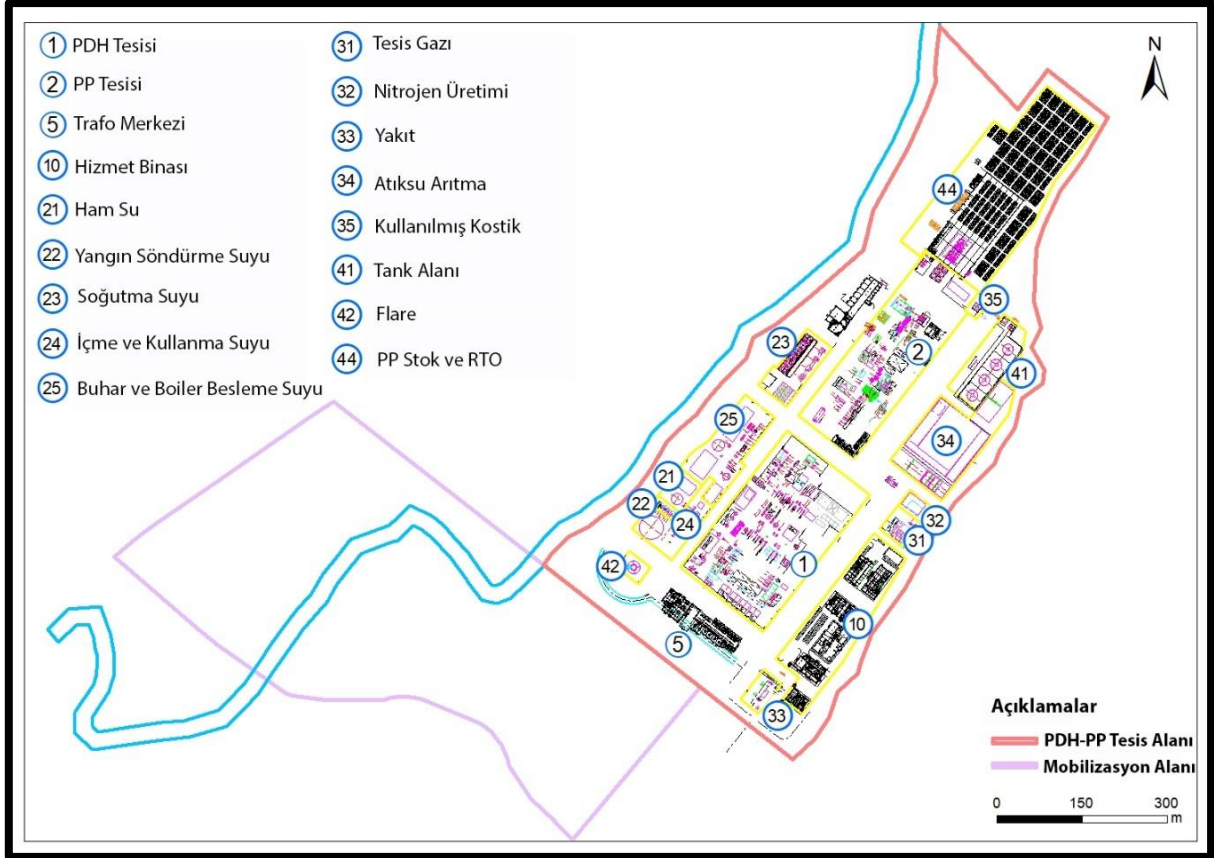 1 PDH Tesisi
2 PP Tesisi
5 Trafo Merkezi
10 Hizmet Binası
21 Ham Su
22 Yangın Söndürme Suyu
23 Soğutma Suyu
24 İçme ve Kullanma Suyu
25 Buhar ve Boiler Besleme Suyu
31 Tesis Gazı
32 Nitrojen Üretimi
33 Yakıt
34 Atıksu Arıtma
35 Kullanılmış Kostik
41 Tank Alanı
42 Flare
44 PP Stok ve RTO
N
44
35
23
2
41
25
34
21
22
24
32
31
42
1
10
5
33
Açıklamalar
PDH-PP Tesis Alanı
Mobilizasyon Alanı
0 150 300
m